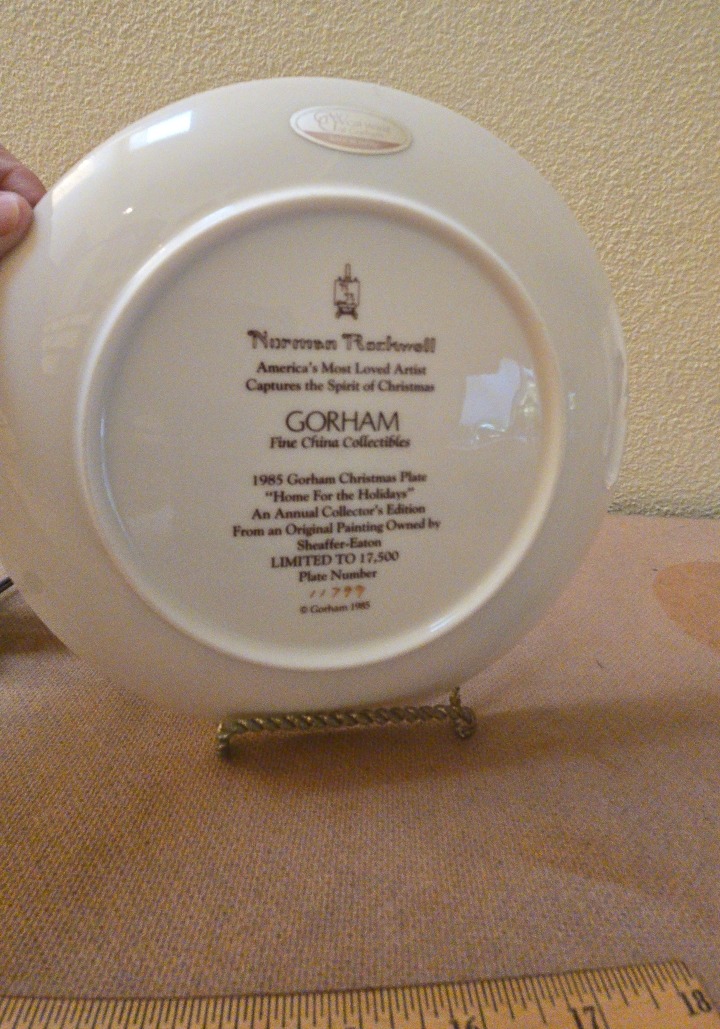 Norman Rockwell
America's Most Loved Artist
Captures the Spirit of Christmas
GORHAM
Fine China Collectibles
1985 Gorham Christmas Plate
"Home For the Holidays"
An Annual Collector's Edition
From an Original Painting Owned by
Sheaffer-Eaton
LIMITED TO 17,500
Plate Number
11799
© Gorham 1985
16 17 18